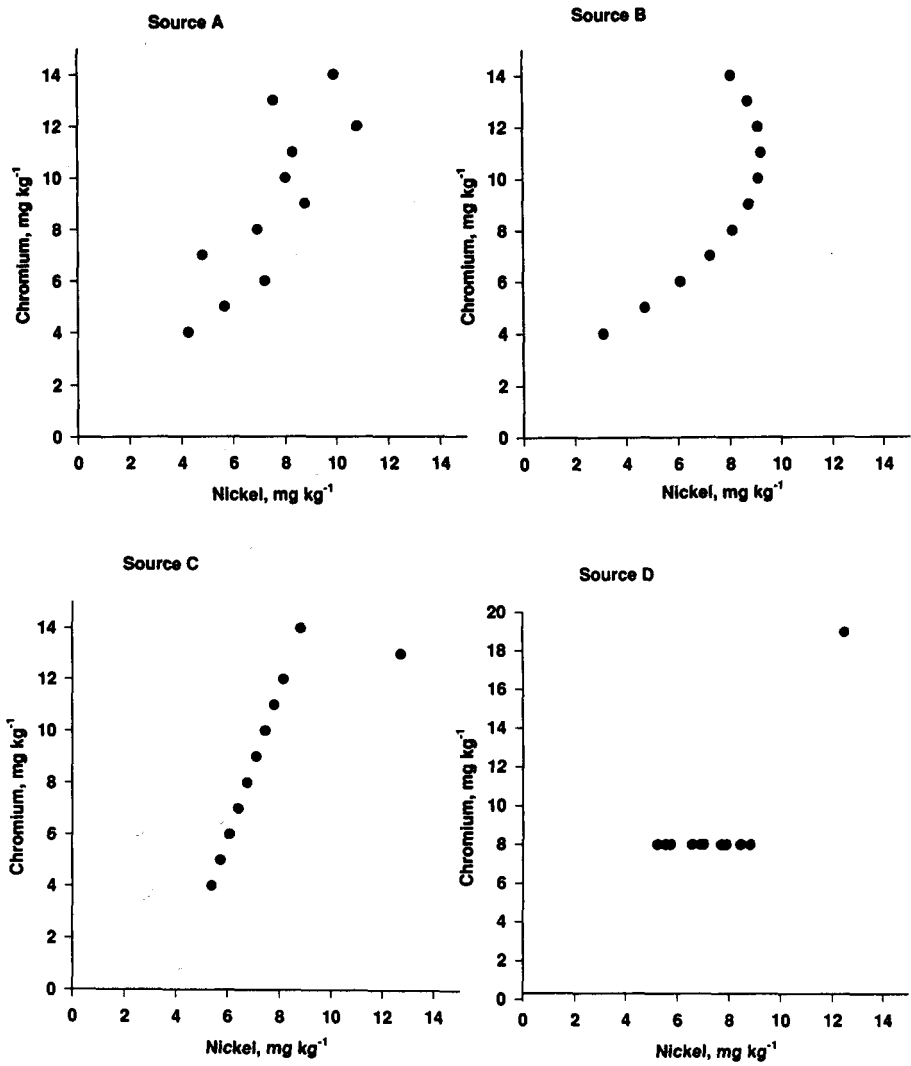 Source A
Chromium, mg kg-1
14
12
10
8
6
4
2
0
0 2 4 6 8 10 12 14
Nickel, mg kg-1
Source B
Chromium, mg kg-1
14
12
10
8
6
4
2
0
0 2 4 6 8 10 12 14
Nickel, mg kg-1
Source C
Chromium, mg kg-1
14
12
10
8
6
4
2
0
0 2 4 6 8 10 12 14
Nickel, mg kg-1
Source D
Chromium, mg kg-1
20
18
16
14
12
10
8
6
4
2
0
0 2 4 6 8 10 12 14
Nickel, mg kg-1